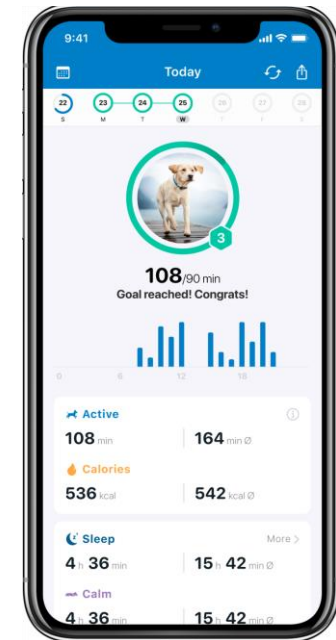 9:41
Today
22 23 24 25 26 27 28
S M T W T F S
3
108/90 min
Goal reached! Congrats!
0 6 12 18
Active
108 min 164 min Ø
Calories
536 kcal 542 kcal Ø
Sleep More >
4 h 36 min 15 h 42 min Ø
Calm
4 h 36 min 15 h 42 min Ø